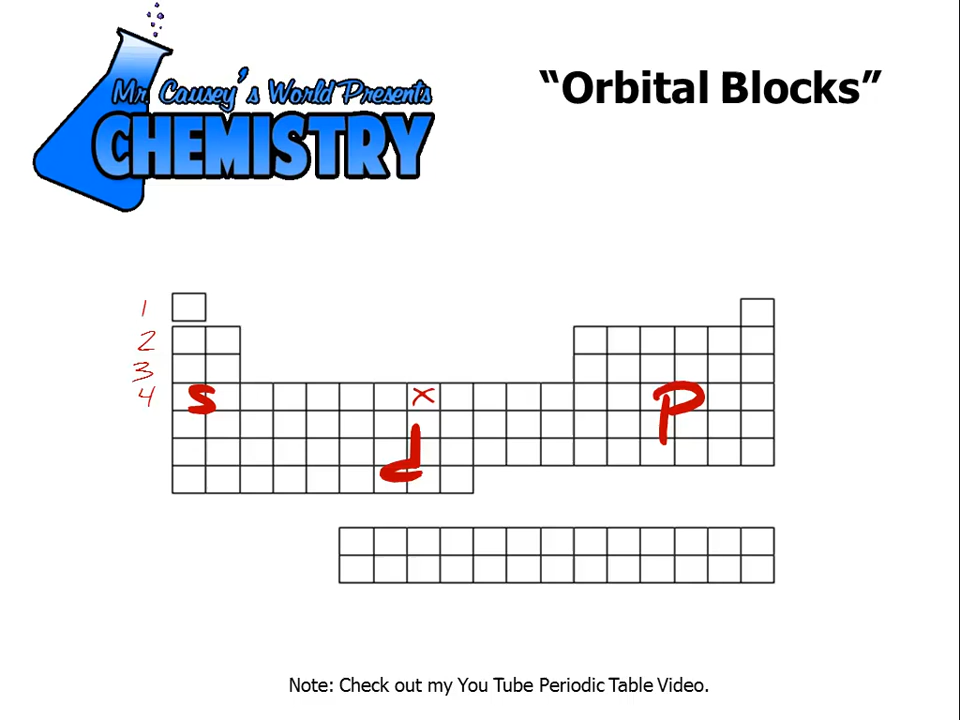 Mr. Causey's World Presents
CHEMISTRY
"Orbital Blocks"
1
2
3
4
s
x
p
d
Note: Check out my You Tube Periodic Table Video.